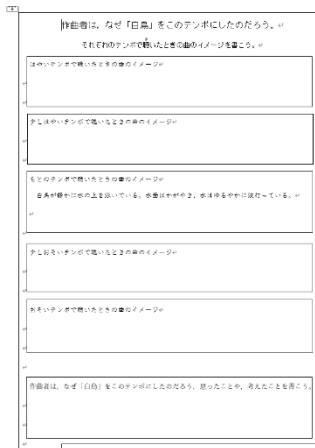 作曲者は，なぜ「白鳥」をこのテンポにしたのだろう。
それぞれのテンポで聴いたときの曲のイメージを書こう。
はやいテンポで聴いたときの曲のイメージ
少しはやいテンポで聴いたときの曲のイメージ
もとのテンポで聴いたときの曲のイメージ
白鳥が静かに水の上を泳いている。水面はかがやき，水はゆるやかに波打っている。
少しおそいテンポで聴いたときの曲のイメージ
おそいテンポで聴いたときの曲のイメージ
作曲者は，なぜ「白鳥」をこのテンポにしたのだろう，思ったことや，考えたことを書こう。